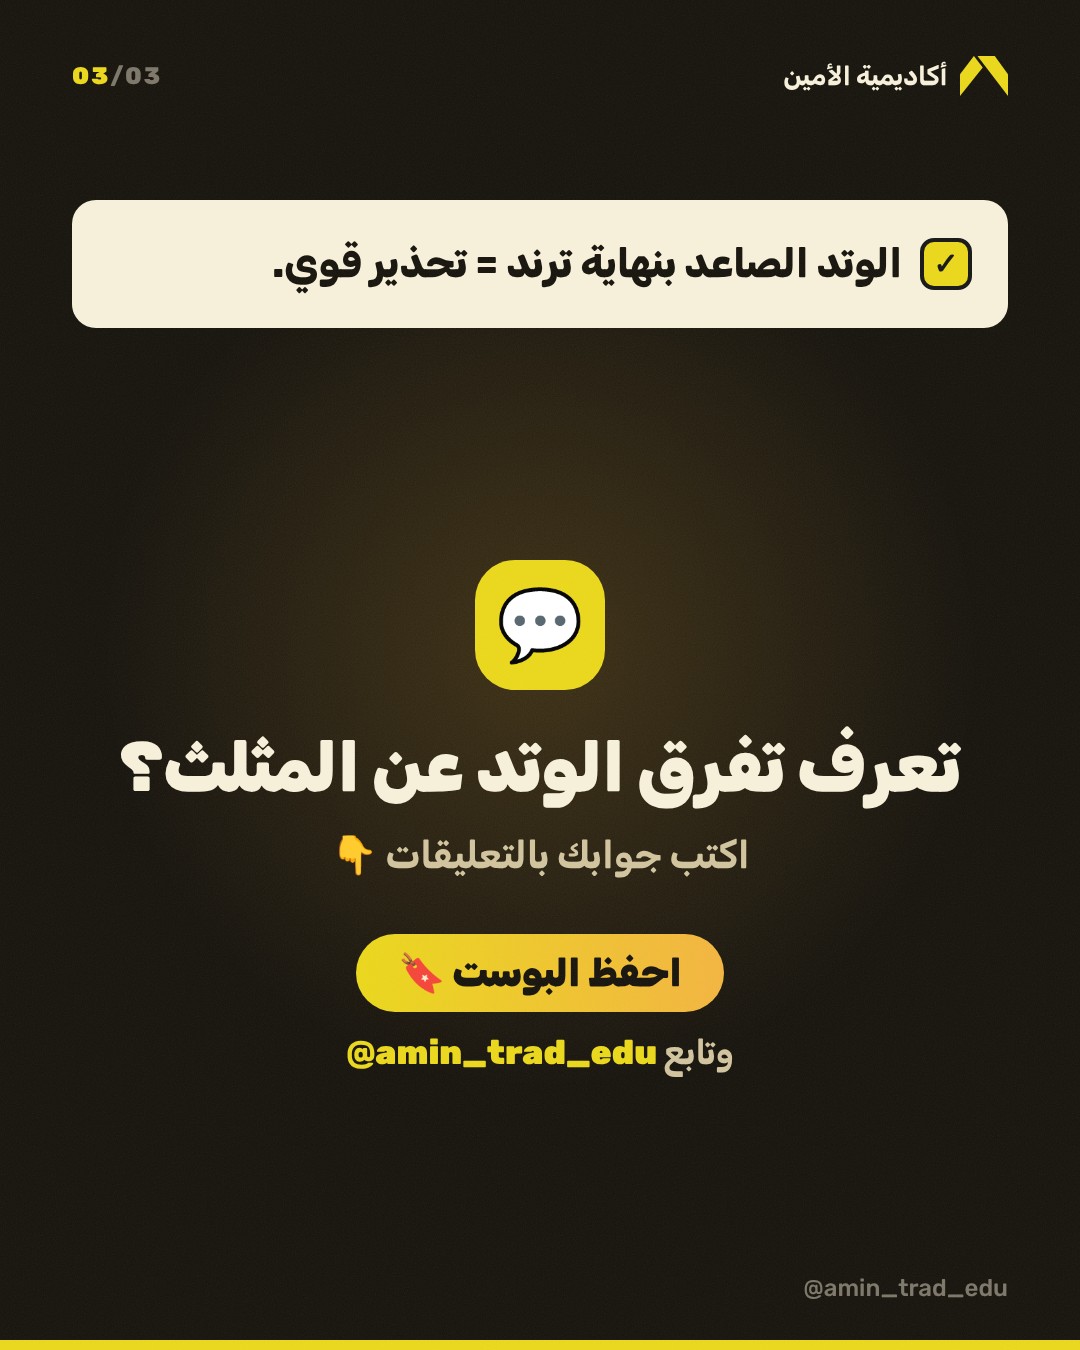 أكاديمية الأمين
03/03
✓ الوتد الصاعد بنهاية ترند = تحذير قوي.
تعرف تفرق الوتد عن المثلث؟
اكتب جوابك بالتعليقات 👇
احفظ البوست 🔖
وتابع @amin_trad_edu
@amin_trad_edu